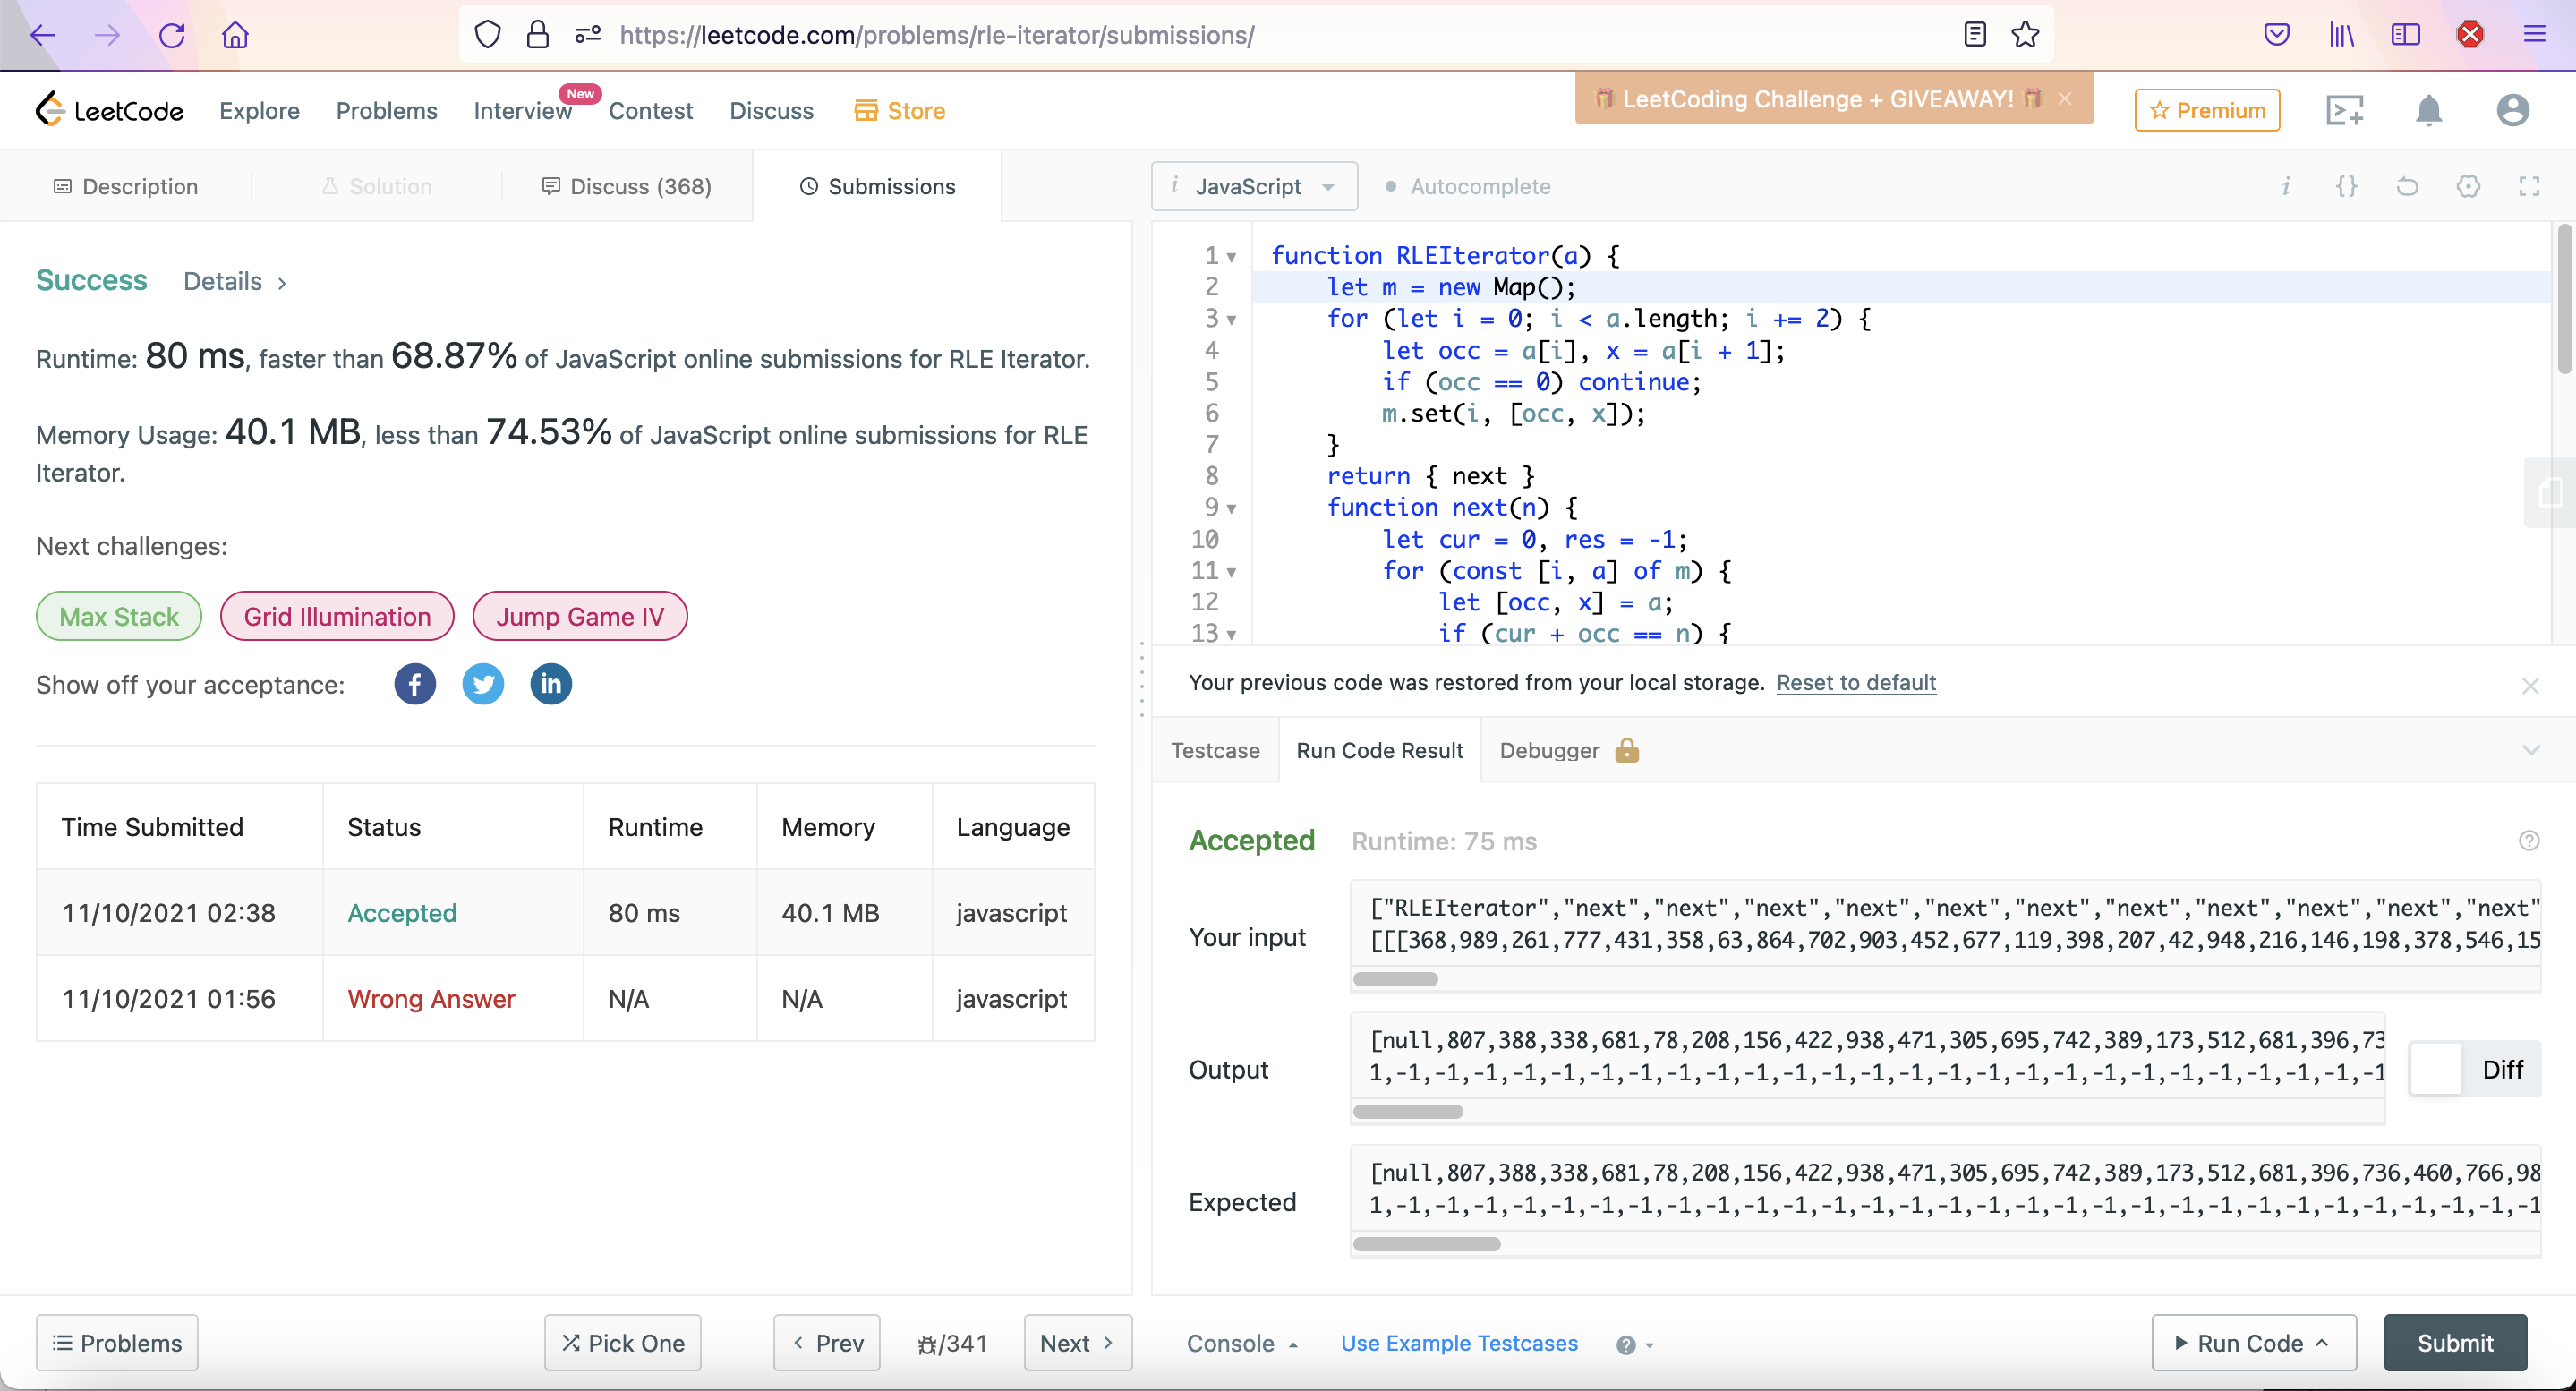 https://leetcode.com/problems/rle-iterator/submissions/
LeetCode Explore Problems Interview New Contest Discuss Store
LeetCoding Challenge + GIVEAWAY! ×
Premium
Description Solution Discuss (368) Submissions
i JavaScript Autocomplete i {}
Success Details >
Runtime: 80 ms, faster than 68.87% of JavaScript online submissions for RLE Iterator.
Memory Usage: 40.1 MB, less than 74.53% of JavaScript online submissions for RLE
Iterator.
Next challenges:
Max Stack Grid Illumination Jump Game IV
Show off your acceptance: f in
Time Submitted Status Runtime Memory Language
11/10/2021 02:38 Accepted 80 ms 40.1 MB javascript
11/10/2021 01:56 Wrong Answer N/A N/A javascript
1 function RLEIterator(a) {
2 let m = new Map();
3 for (let i = 0; i < a.length; i += 2) {
4 let occ = a[i], x = a[i + 1];
5 if (occ == 0) continue;
6 m.set(i, [occ, x]);
7 }
8 return { next }
9 function next(n) {
10 let cur = 0, res = -1;
11 for (const [i, a] of m) {
12 let [occ, x] = a;
13 if (cur + occ == n) {
Your previous code was restored from your local storage. Reset to default
Testcase Run Code Result Debugger
Accepted Runtime: 75 ms
Your input
["RLEIterator","next","next","next","next","next","next","next","next","next","next","next"
[[[368,989,261,777,431,358,63,864,702,903,452,677,119,398,207,42,948,216,146,198,378,546,15
Output
[null,807,388,338,681,78,208,156,422,938,471,305,695,742,389,173,512,681,396,73
1,-1,-1,-1,-1,-1,-1,-1,-1,-1,-1,-1,-1,-1,-1,-1,-1,-1,-1,-1,-1,-1,-1,-1,-1,-1,-1
Diff
Expected
[null,807,388,338,681,78,208,156,422,938,471,305,695,742,389,173,512,681,396,736,460,766,98
1,-1,-1,-1,-1,-1,-1,-1,-1,-1,-1,-1,-1,-1,-1,-1,-1,-1,-1,-1,-1,-1,-1,-1,-1,-1,-1,-1,-1,-1,-1
Problems Pick One < Prev /341 Next >
Console Use Example Testcases ? Run Code Submit